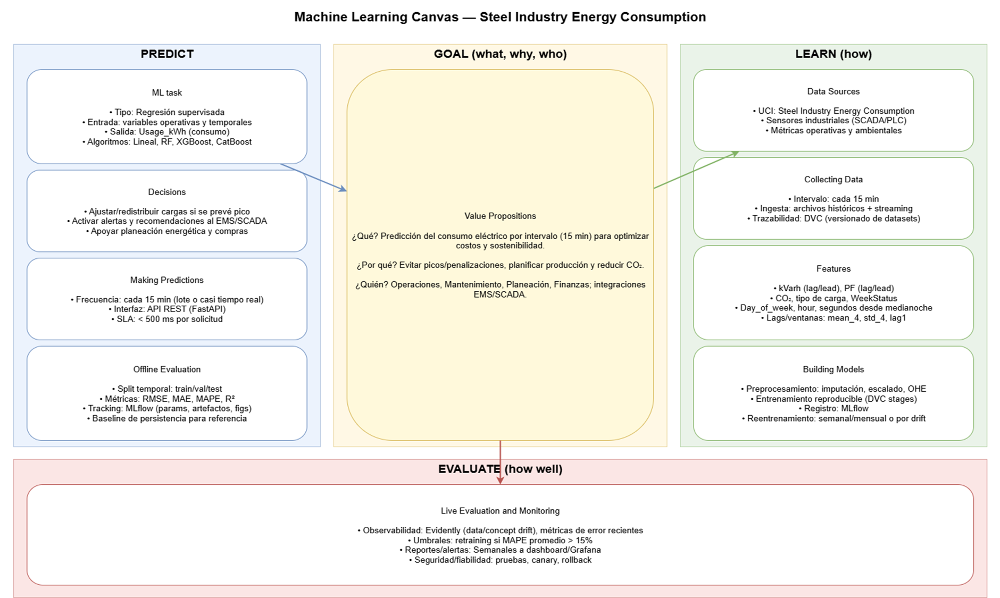 Machine Learning Canvas — Steel Industry Energy Consumption
PREDICT
ML task
• Tipo: Regresión supervisada
• Entrada: variables operativas y temporales
• Salida: Usage_kWh (consumo)
• Algoritmos: Lineal, RF, XGBoost, CatBoost
Decisions
• Ajustar/redistribuir cargas si se prevé pico
• Activar alertas y recomendaciones al EMS/SCADA
• Apoyar planeación energética y compras
Making Predictions
• Frecuencia: cada 15 min (lote o casi tiempo real)
• Interfaz: API REST (FastAPI)
• SLA: < 500 ms por solicitud
Offline Evaluation
• Split temporal: train/val/test
• Métricas: RMSE, MAE, MAPE, R²
• Tracking: MLflow (params, artefactos, figs)
• Baseline de persistencia para referencia
GOAL (what, why, who)
Value Propositions
¿Qué? Predicción del consumo eléctrico por intervalo (15 min) para optimizar
costos y sostenibilidad.
¿Por qué? Evitar picos/penalizaciones, planificar producción y reducir CO₂.
¿Quién? Operaciones, Mantenimiento, Planeación, Finanzas; integraciones
EMS/SCADA.
LEARN (how)
Data Sources
• UCI: Steel Industry Energy Consumption
• Sensores industriales (SCADA/PLC)
• Métricas operativas y ambientales
Collecting Data
• Intervalo: cada 15 min
• Ingesta: archivos históricos + streaming
• Trazabilidad: DVC (versionado de datasets)
Features
• kVarh (lag/lead), PF (lag/lead)
• CO₂, tipo de carga, WeekStatus
• Day_of_week, hour, segundos desde medianoche
• Lags/ventanas: mean_4, std_4, lag1
Building Models
• Preprocesamiento: imputación, escalado, OHE
• Entrenamiento reproducible (DVC stages)
• Registro: MLflow
• Reentrenamiento: semanal/mensual o por drift
EVALUATE (how well)
Live Evaluation and Monitoring
• Observabilidad: Evidently (data/concept drift), métricas de error recientes
• Umbrales: retraining si MAPE promedio > 15%
• Reportes/alertas: Semanales a dashboard/Grafana
• Seguridad/fiabilidad: pruebas, canary, rollback